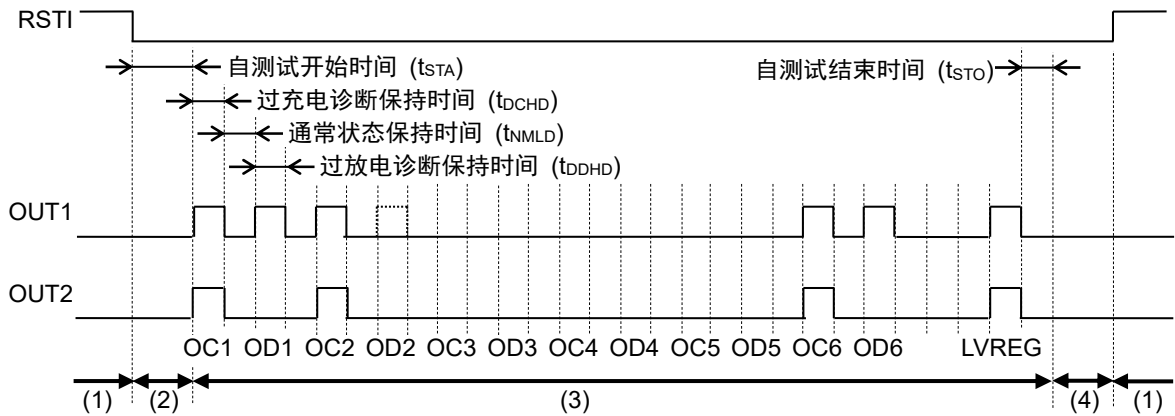 RSTI
自测试开始时间 (tSTA)
自测试结束时间 (tSTO)
过充电诊断保持时间 (tDCHD)
通常状态保持时间 (tNMLD)
过放电诊断保持时间 (tDDHD)
OUT1
OUT2
OC1 OD1 OC2 OD2 OC3 OD3 OC4 OD4 OC5 OD5 OC6 OD6 LVREG
(1) (2) (3) (4) (1)